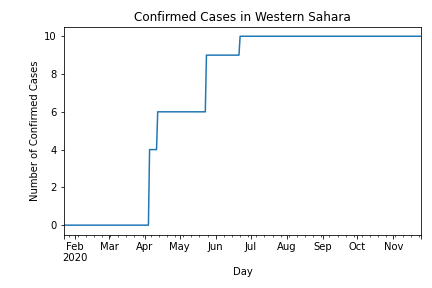 Confirmed Cases in Western Sahara
Number of Confirmed Cases
10
8
6
4
2
0
Feb Mar Apr May Jun Jul Aug Sep Oct Nov
2020
Day